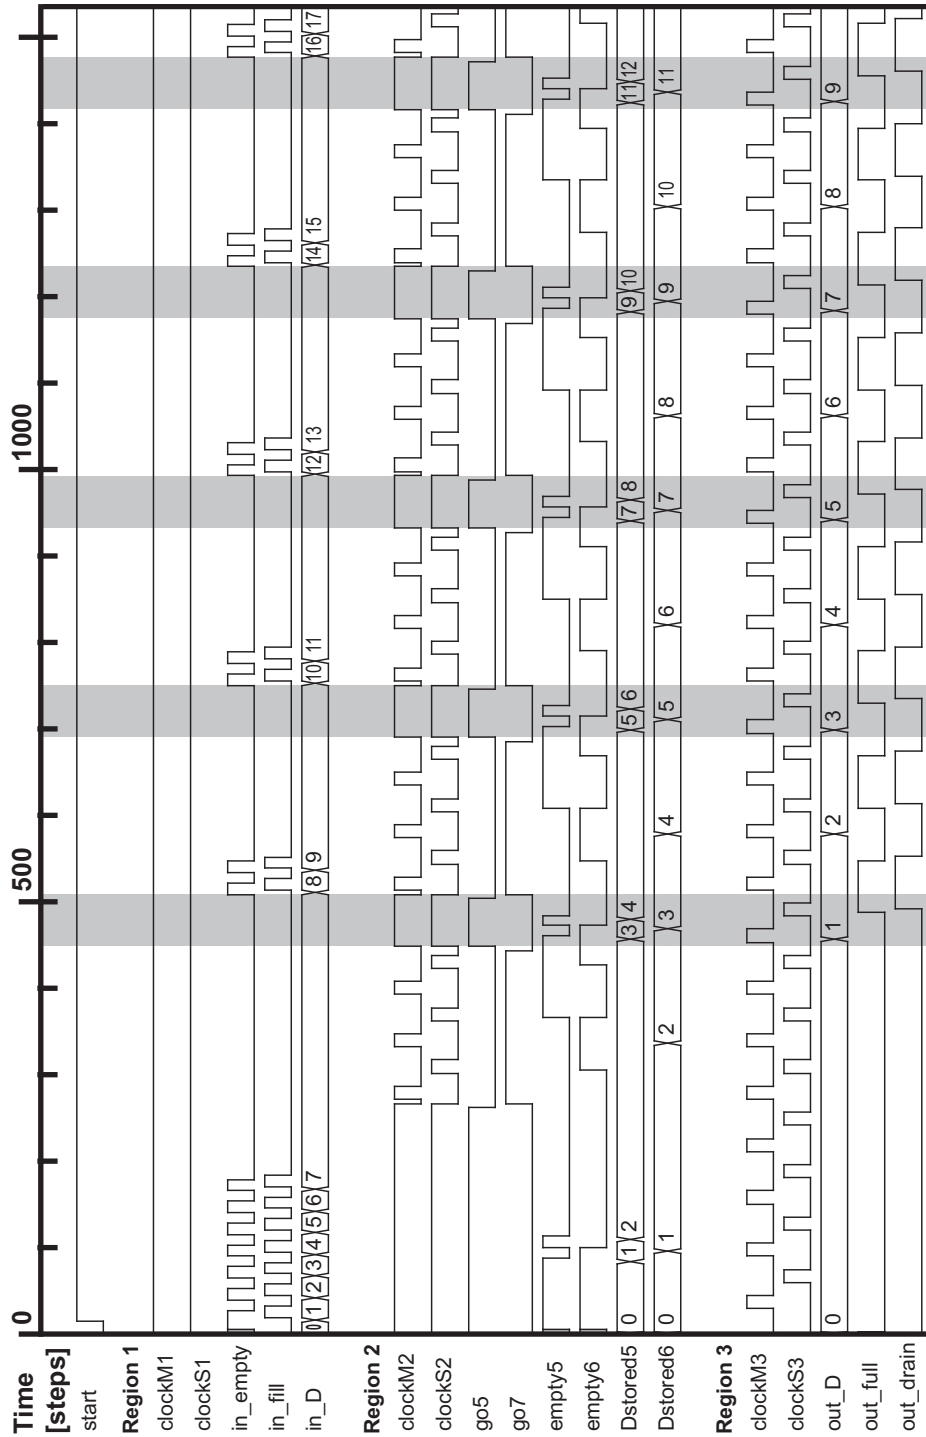 Time [steps] 0 500 1000
start
Region 1
clockM1
clockS1
in_empty
in_fill
in_D 0 1 2 3 4 5 6 7 8 9 10 11 12 13 14 15 16 17
Region 2
clockM2
clockS2
go5
go7
empty5
empty6
Dstored5 0 1 2 3 4 5 6 7 8 9 10 11 12
Dstored6 0 1 2 3 4 5 6 7 8 9 10 11
Region 3
clockM3
clockS3
out_D 0 1 2 3 4 5 6 7 8 9
out_full
out_drain